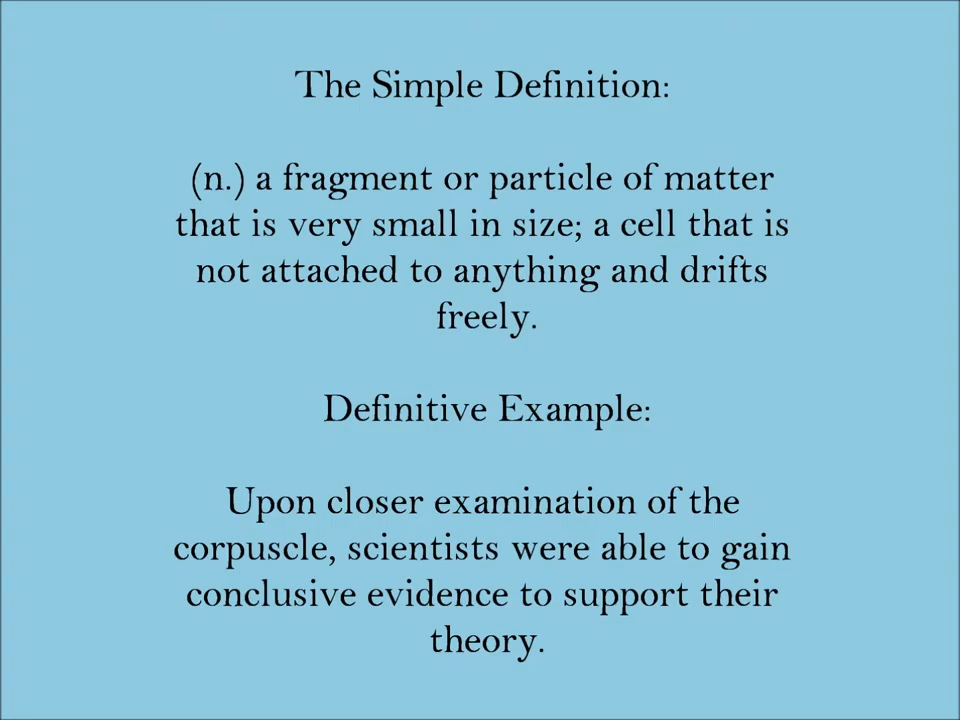 The Simple Definition:
(n.) a fragment or particle of matter
that is very small in size; a cell that is
not attached to anything and drifts
freely.
Definitive Example:
Upon closer examination of the
corpuscle, scientists were able to gain
conclusive evidence to support their
theory.